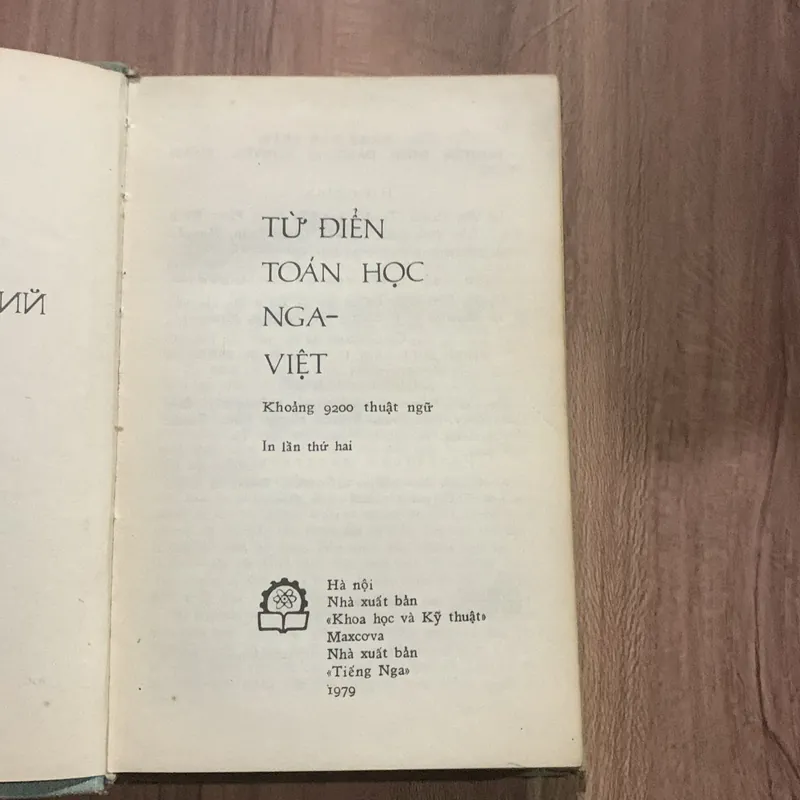 ИЙ
TỪ ĐIỂN
TOÁN HỌC
NGA-
VIỆT
Khoảng 9200 thuật ngữ
In lần thứ hai
Hà nội
Nhà xuất bản
«Khoa học và Kỹ thuật»
Maxcơva
Nhà xuất bản
«Tiếng Nga»
1979